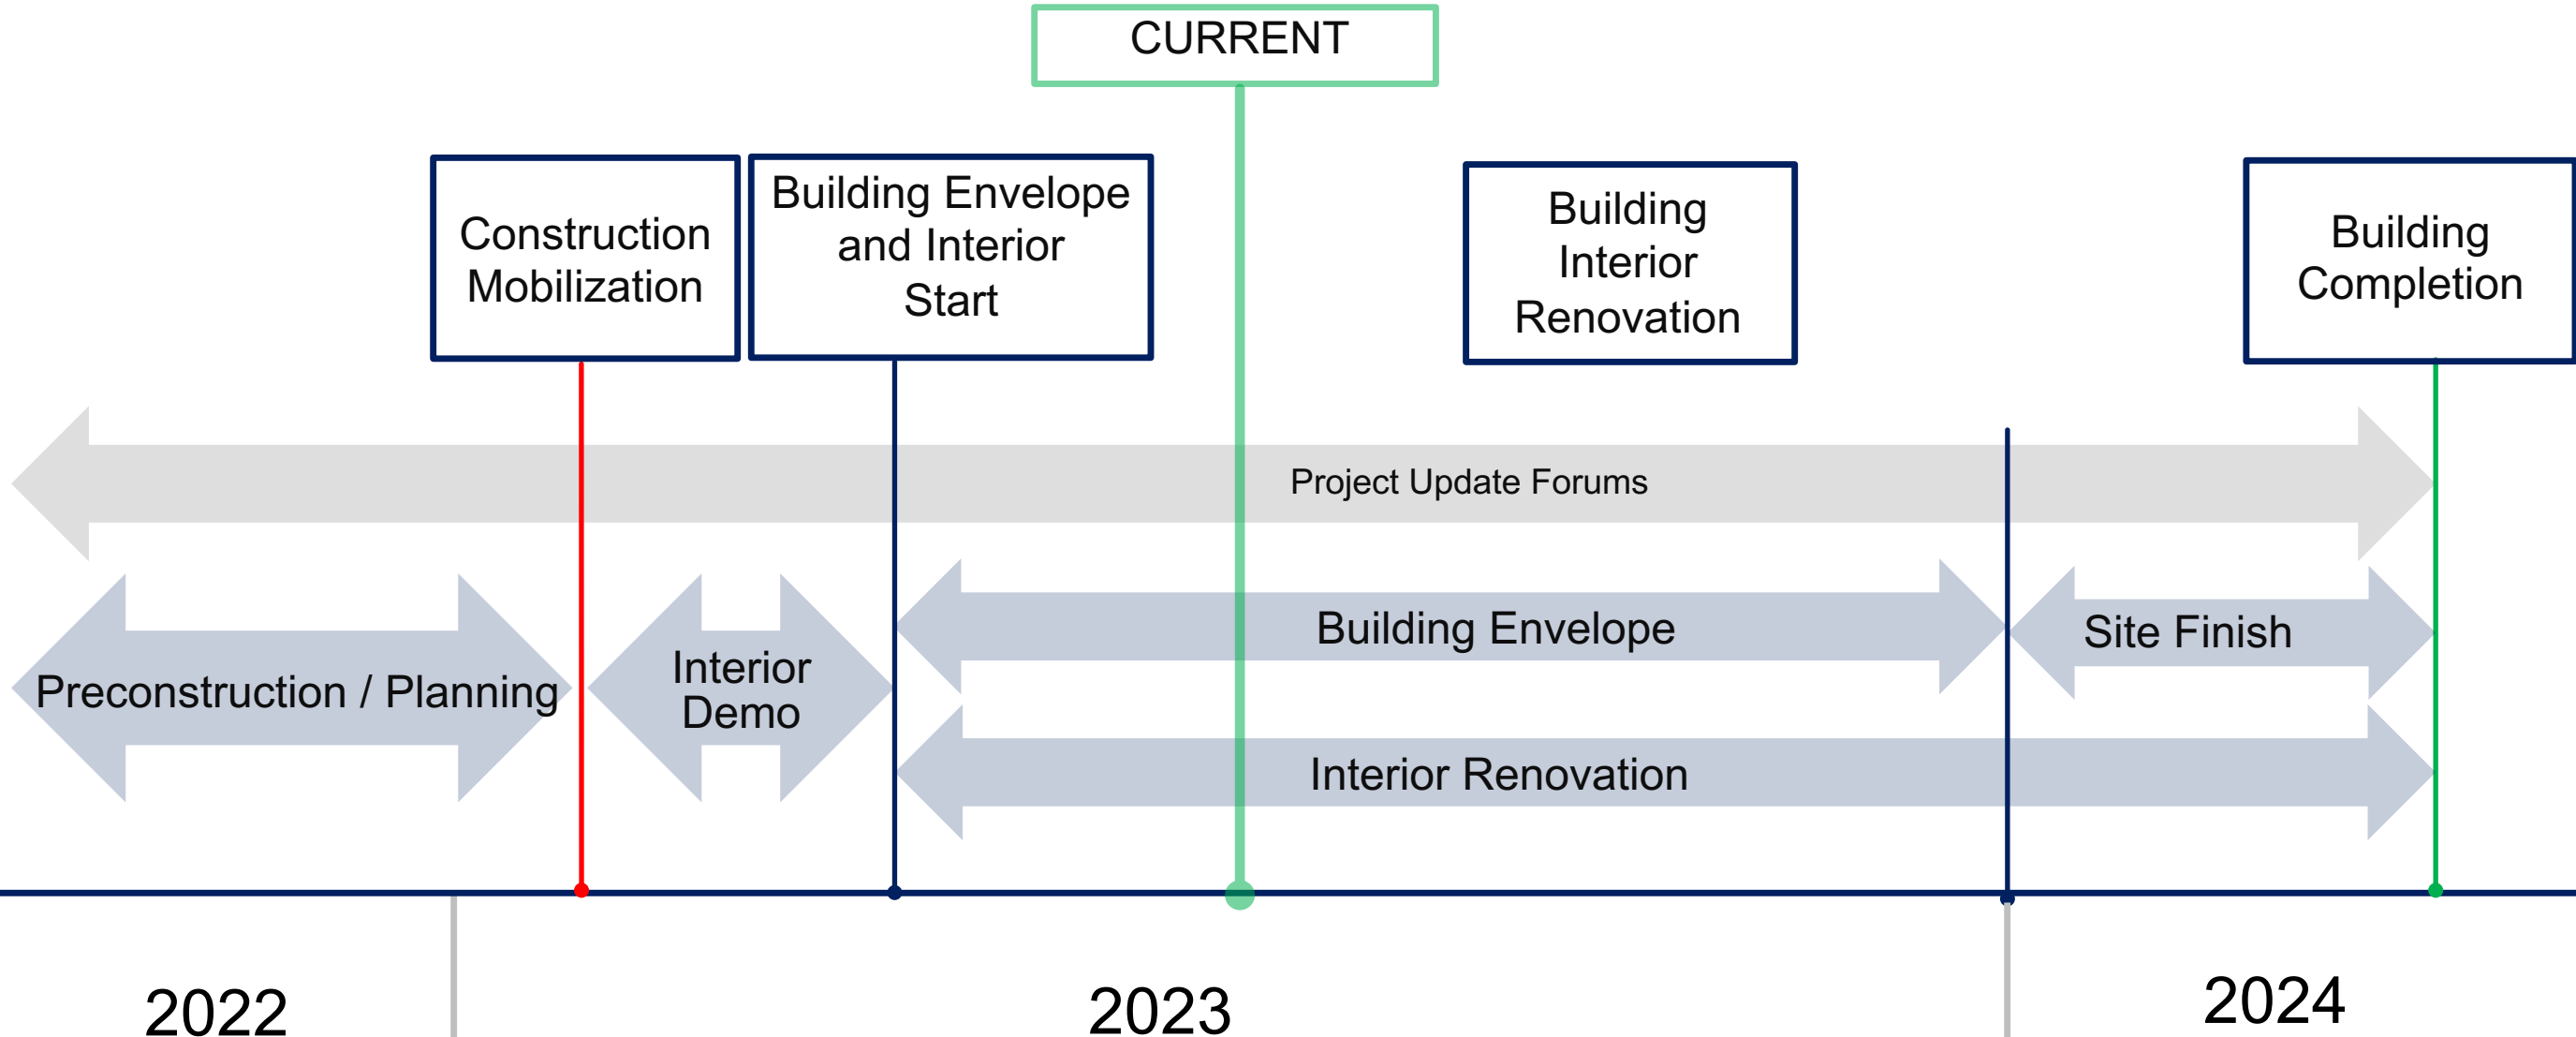 CURRENT
Construction
Mobilization
Building Envelope
and Interior
Start
Building
Interior
Renovation
Building
Completion
Project Update Forums
Preconstruction / Planning
Interior
Demo
Building Envelope
Site Finish
Interior Renovation
2022
2023
2024